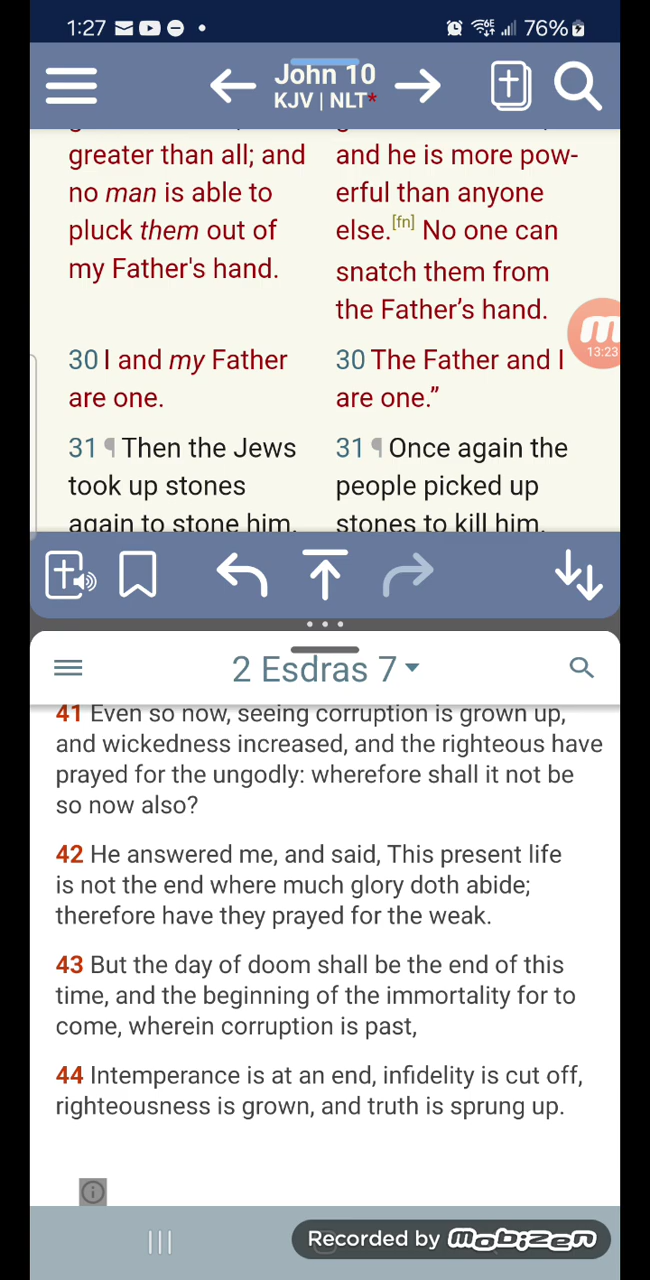 1:27
76%
John 10
KJV | NLT*
greater than all; and
no man is able to
pluck them out of
my Father's hand.
30 I and my Father
are one.
31 ¶ Then the Jews
took up stones
again to stone him.
and he is more pow-
erful than anyone
else.[fn] No one can
snatch them from
the Father’s hand.
30 The Father and I
are one.”
31 ¶ Once again the
people picked up
stones to kill him.
m
13:23
2 Esdras 7
41 Even so now, seeing corruption is grown up,
and wickedness increased, and the righteous have
prayed for the ungodly: wherefore shall it not be
so now also?
42 He answered me, and said, This present life
is not the end where much glory doth abide;
therefore have they prayed for the weak.
43 But the day of doom shall be the end of this
time, and the beginning of the immortality for to
come, wherein corruption is past,
44 Intemperance is at an end, infidelity is cut off,
righteousness is grown, and truth is sprung up.
Recorded by mobizen